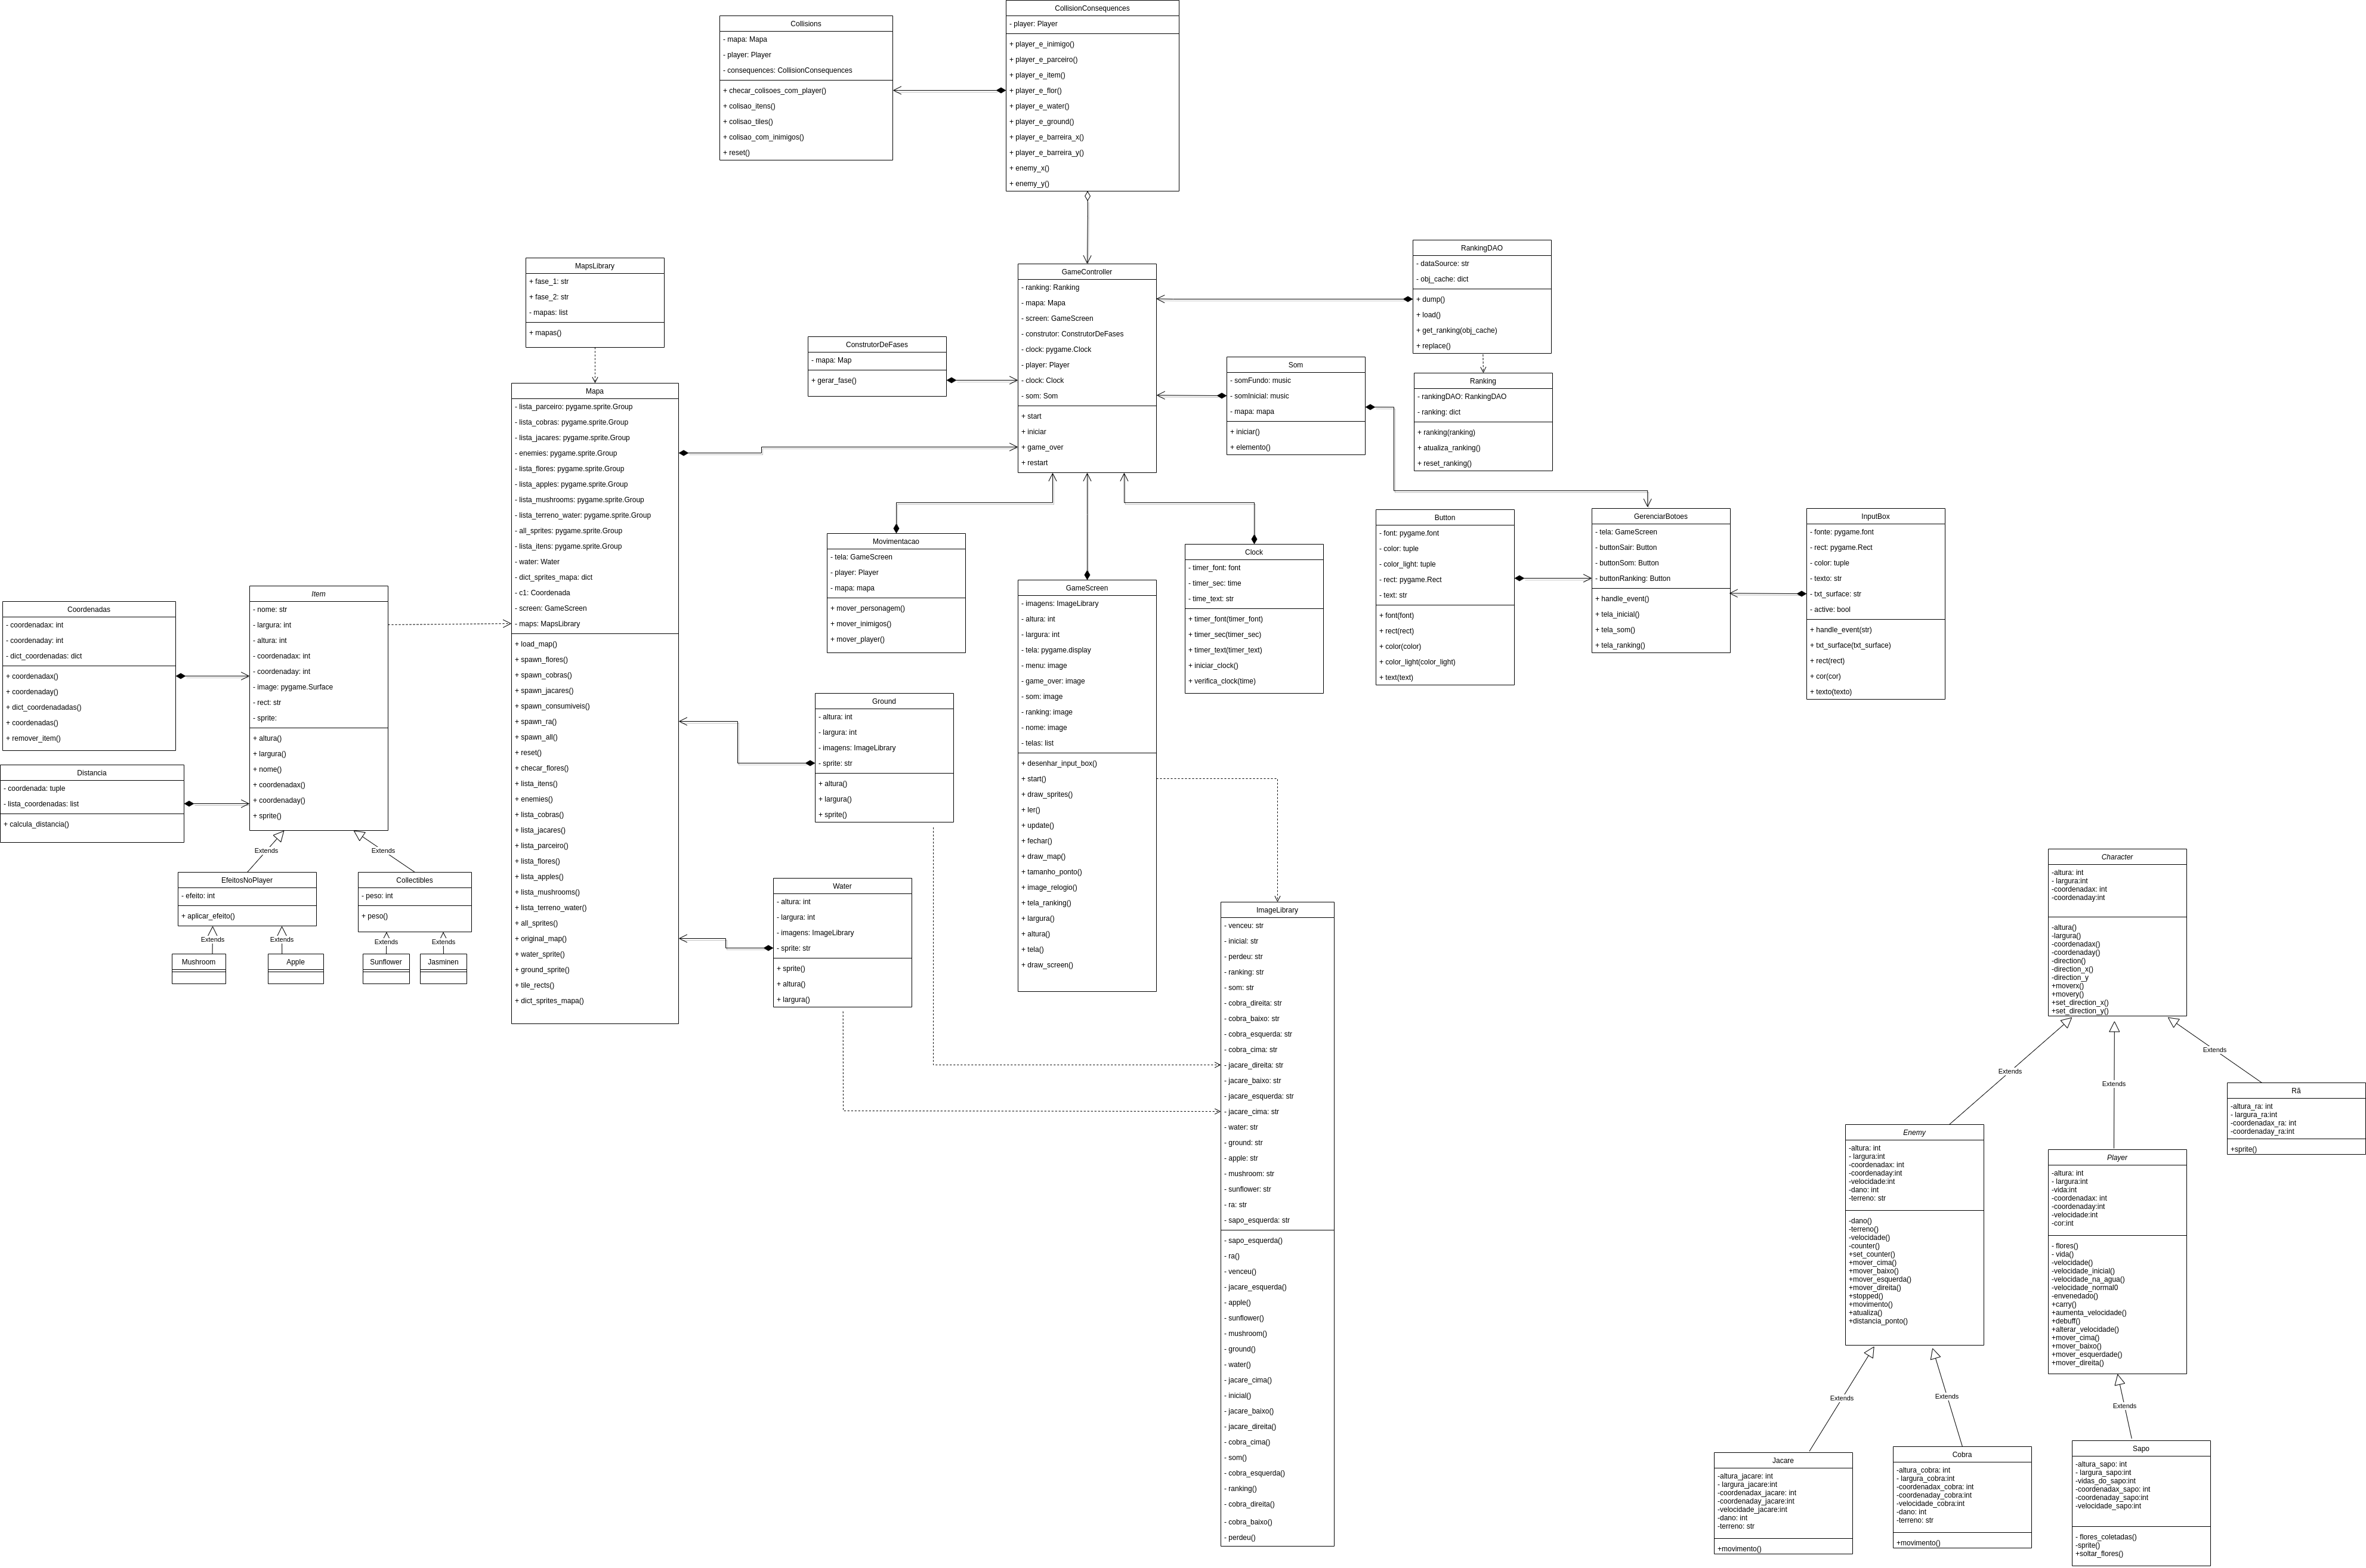 CollisionConsequences
- player: Player
+ player_e_inimigo()
+ player_e_parceiro()
+ player_e_item()
+ player_e_flor()
+ player_e_water()
+ player_e_ground()
+ player_e_barreira_x()
+ player_e_barreira_y()
+ enemy_x()
+ enemy_y()
Collisions
- mapa: Mapa
- player: Player
- consequences: CollisionConsequences
+ checar_colisoes_com_player()
+ colisao_itens()
+ colisao_tiles()
+ colisao_com_inimigos()
+ reset()
MapsLibrary
+ fase_1: str
+ fase_2: str
- mapas: list
+ mapas()
GameController
- ranking: Ranking
- mapa: Mapa
- screen: GameScreen
- construtor: ConstrutorDeFases
- clock: pygame.Clock
- player: Player
- clock: Clock
- som: Som
+ start
+ iniciar
+ game_over
+ restart
RankingDAO
- dataSource: str
- obj_cache: dict
+ dump()
+ load()
+ get_ranking(obj_cache)
+ replace()
ConstrutorDeFases
- mapa: Map
+ gerar_fase()
Som
- somFundo: music
- somInicial: music
- mapa: mapa
+ iniciar()
+ elemento()
Ranking
- rankingDAO: RankingDAO
- ranking: dict
+ ranking(ranking)
+ atualiza_ranking()
+ reset_ranking()
Mapa
- lista_parceiro: pygame.sprite.Group
- lista_cobras: pygame.sprite.Group
- lista_jacares: pygame.sprite.Group
- enemies: pygame.sprite.Group
- lista_flores: pygame.sprite.Group
- lista_apples: pygame.sprite.Group
- lista_mushrooms: pygame.sprite.Group
- lista_terreno_water: pygame.sprite.Group
- all_sprites: pygame.sprite.Group
- lista_itens: pygame.sprite.Group
- water: Water
- dict_sprites_mapa: dict
- c1: Coordenada
- screen: GameScreen
- maps: MapsLibrary
+ load_map()
+ spawn_flores()
+ spawn_cobras()
+ spawn_jacares()
+ spawn_consumiveis()
+ spawn_ra()
+ spawn_all()
+ reset()
+ checar_flores()
+ lista_itens()
+ enemies()
+ lista_cobras()
+ lista_jacares()
+ lista_parceiro()
+ lista_flores()
+ lista_apples()
+ lista_mushrooms()
+ lista_terreno_water()
+ all_sprites()
+ original_map()
+ water_sprite()
+ ground_sprite()
+ tile_rects()
+ dict_sprites_mapa()
Movimentacao
- tela: GameScreen
- player: Player
- mapa: mapa
+ mover_personagem()
+ mover_inimigos()
+ mover_player()
GameScreen
- imagens: ImageLibrary
- altura: int
- largura: int
- tela: pygame.display
- menu: image
- game_over: image
- som: image
- ranking: image
- nome: image
- telas: list
+ desenhar_input_box()
+ start()
+ draw_sprites()
+ ler()
+ update()
+ fechar()
+ draw_map()
+ tamanho_ponto()
+ image_relogio()
+ tela_ranking()
+ largura()
+ altura()
+ tela()
+ draw_screen()
Clock
- timer_font: font
- timer_sec: time
- time_text: str
+ timer_font(timer_font)
+ timer_sec(timer_sec)
+ timer_text(timer_text)
+ iniciar_clock()
+ verifica_clock(time)
Button
- font: pygame.font
- color: tuple
- color_light: tuple
- rect: pygame.Rect
- text: str
+ font(font)
+ rect(rect)
+ color(color)
+ color_light(color_light)
+ text(text)
GerenciarBotoes
- tela: GameScreen
- buttonSair: Button
- buttonSom: Button
- buttonRanking: Button
+ handle_event()
+ tela_inicial()
+ tela_som()
+ tela_ranking()
InputBox
- fonte: pygame.font
- rect: pygame.Rect
- color: tuple
- texto: str
- txt_surface: str
- active: bool
+ handle_event(str)
+ txt_surface(txt_surface)
+ rect(rect)
+ cor(cor)
+ texto(texto)
Coordenadas
- coordenadax: int
- coordenaday: int
- dict_coordenadas: dict
+ coordenadax()
+ coordenaday()
+ dict_coordenadadas()
+ coordenadas()
+ remover_item()
Item
- nome: str
- largura: int
- altura: int
- coordenadax: int
- coordenaday: int
- image: pygame.Surface
- rect: str
- sprite:
+ altura()
+ largura()
+ nome()
+ coordenadax()
+ coordenaday()
+ sprite()
Distancia
- coordenada: tuple
- lista_coordenadas: list
+ calcula_distancia()
Extends
Extends
EfeitosNoPlayer
- efeito: int
+ aplicar_efeito()
Collectibles
- peso: int
+ peso()
Extends
Extends
Extends
Extends
Mushroom
Apple
Sunflower
Jasminen
Ground
- altura: int
- largura: int
- imagens: ImageLibrary
- sprite: str
+ altura()
+ largura()
+ sprite()
Water
- altura: int
- largura: int
- imagens: ImageLibrary
- sprite: str
+ sprite()
+ altura()
+ largura()
ImageLibrary
- venceu: str
- inicial: str
- perdeu: str
- ranking: str
- som: str
- cobra_direita: str
- cobra_baixo: str
- cobra_esquerda: str
- cobra_cima: str
- jacare_direita: str
- jacare_baixo: str
- jacare_esquerda: str
- jacare_cima: str
- water: str
- ground: str
- apple: str
- mushroom: str
- sunflower: str
- ra: str
- sapo_esquerda: str
- sapo_esquerda()
- ra()
- venceu()
- jacare_esquerda()
- apple()
- sunflower()
- mushroom()
- ground()
- water()
- jacare_cima()
- inicial()
- jacare_baixo()
- jacare_direita()
- cobra_cima()
- som()
- cobra_esquerda()
- ranking()
- cobra_direita()
- cobra_baixo()
- perdeu()
Character
-altura: int
- largura:int
-coordenadax: int
-coordenaday:int
-altura()
-largura()
-coordenadax()
-coordenaday()
-direction()
-direction_x()
-direction_y
+moverx()
+movery()
+set_direction_x()
+set_direction_y()
Extends
Extends
Extends
Rã
-altura_ra: int
- largura_ra:int
-coordenadax_ra: int
-coordenaday_ra:int
+sprite()
Enemy
-altura: int
- largura:int
-coordenadax: int
-coordenaday:int
-velocidade:int
-dano: int
-terreno: str
-dano()
-terreno()
-velocidade()
-counter()
+set_counter()
+mover_cima()
+mover_baixo()
+mover_esquerda()
+mover_direita()
+stopped()
+movimento()
+atualiza()
+distancia_ponto()
Player
-altura: int
- largura:int
-vida:int
-coordenadax: int
-coordenaday:int
-velocidade:int
-cor:int
- flores()
- vida()
-velocidade()
-velocidade_inicial()
-velocidade_na_agua()
-velocidade_normal0
-envenedado()
+carry()
+aumenta_velocidade()
+debuff()
+alterar_velocidade()
+mover_cima()
+mover_baixo()
+mover_esquerdade()
+mover_direita()
Extends
Extends
Extends
Jacare
-altura_jacare: int
- largura_jacare:int
-coordenadax_jacare: int
-coordenaday_jacare:int
-velocidade_jacare:int
-dano: int
-terreno: str
+movimento()
Cobra
-altura_cobra: int
- largura_cobra:int
-coordenadax_cobra: int
-coordenaday_cobra:int
-velocidade_cobra:int
-dano: int
-terreno: str
+movimento()
Sapo
-altura_sapo: int
- largura_sapo:int
-vidas_do_sapo:int
-coordenadax_sapo: int
-coordenaday_sapo:int
-velocidade_sapo:int
- flores_coletadas()
-sprite()
+soltar_flores()